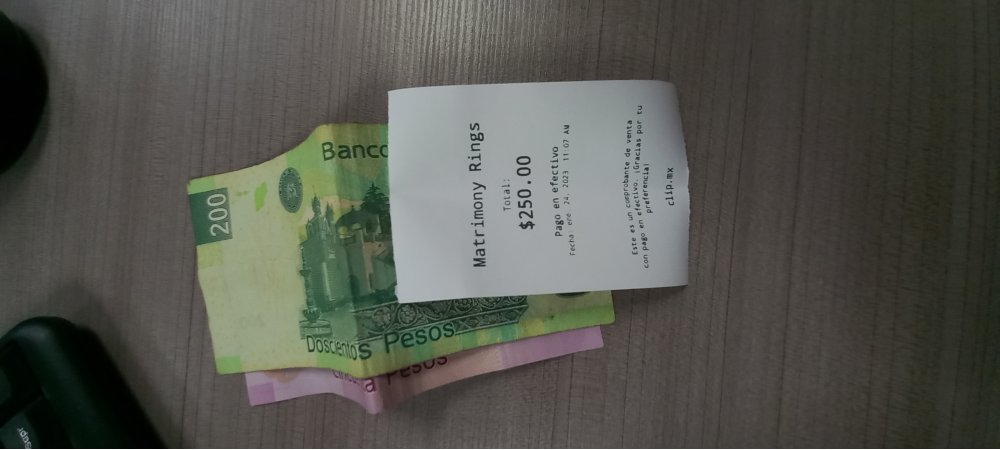 Matrimony Rings
Total:
$250.00
Pago en efectivo
Fecha ene 24, 2023 11:07 AM
Este es un comprobante de venta
con pago en efectivo. ¡Gracias por tu
preferencia!
clip.mx
200
Banco
Doscientos Pesos
Pesos